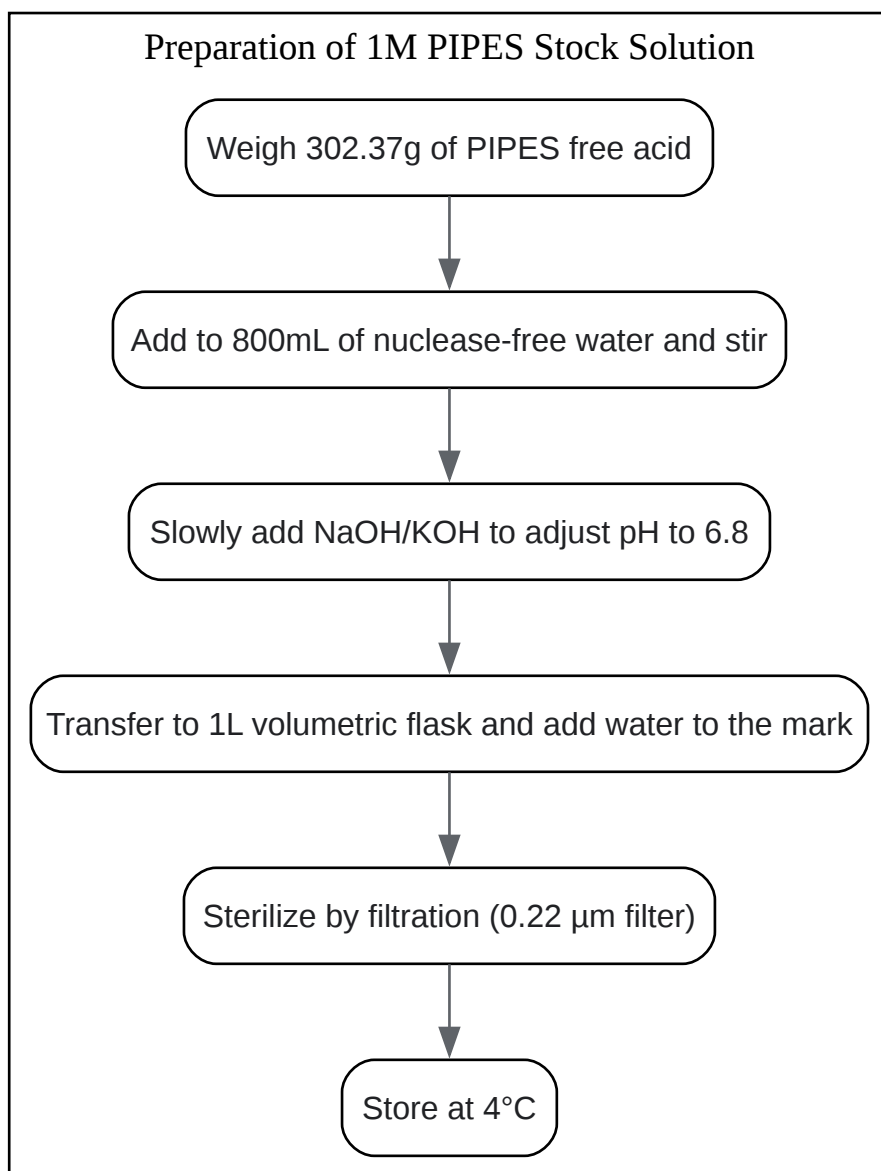 Preparation of 1M PIPES Stock Solution
Weigh 302.37g of PIPES free acid
Add to 800mL of nuclease-free water and stir
Slowly add NaOH/KOH to adjust pH to 6.8
Transfer to 1L volumetric flask and add water to the mark
Sterilize by filtration (0.22 µm filter)
Store at 4°C